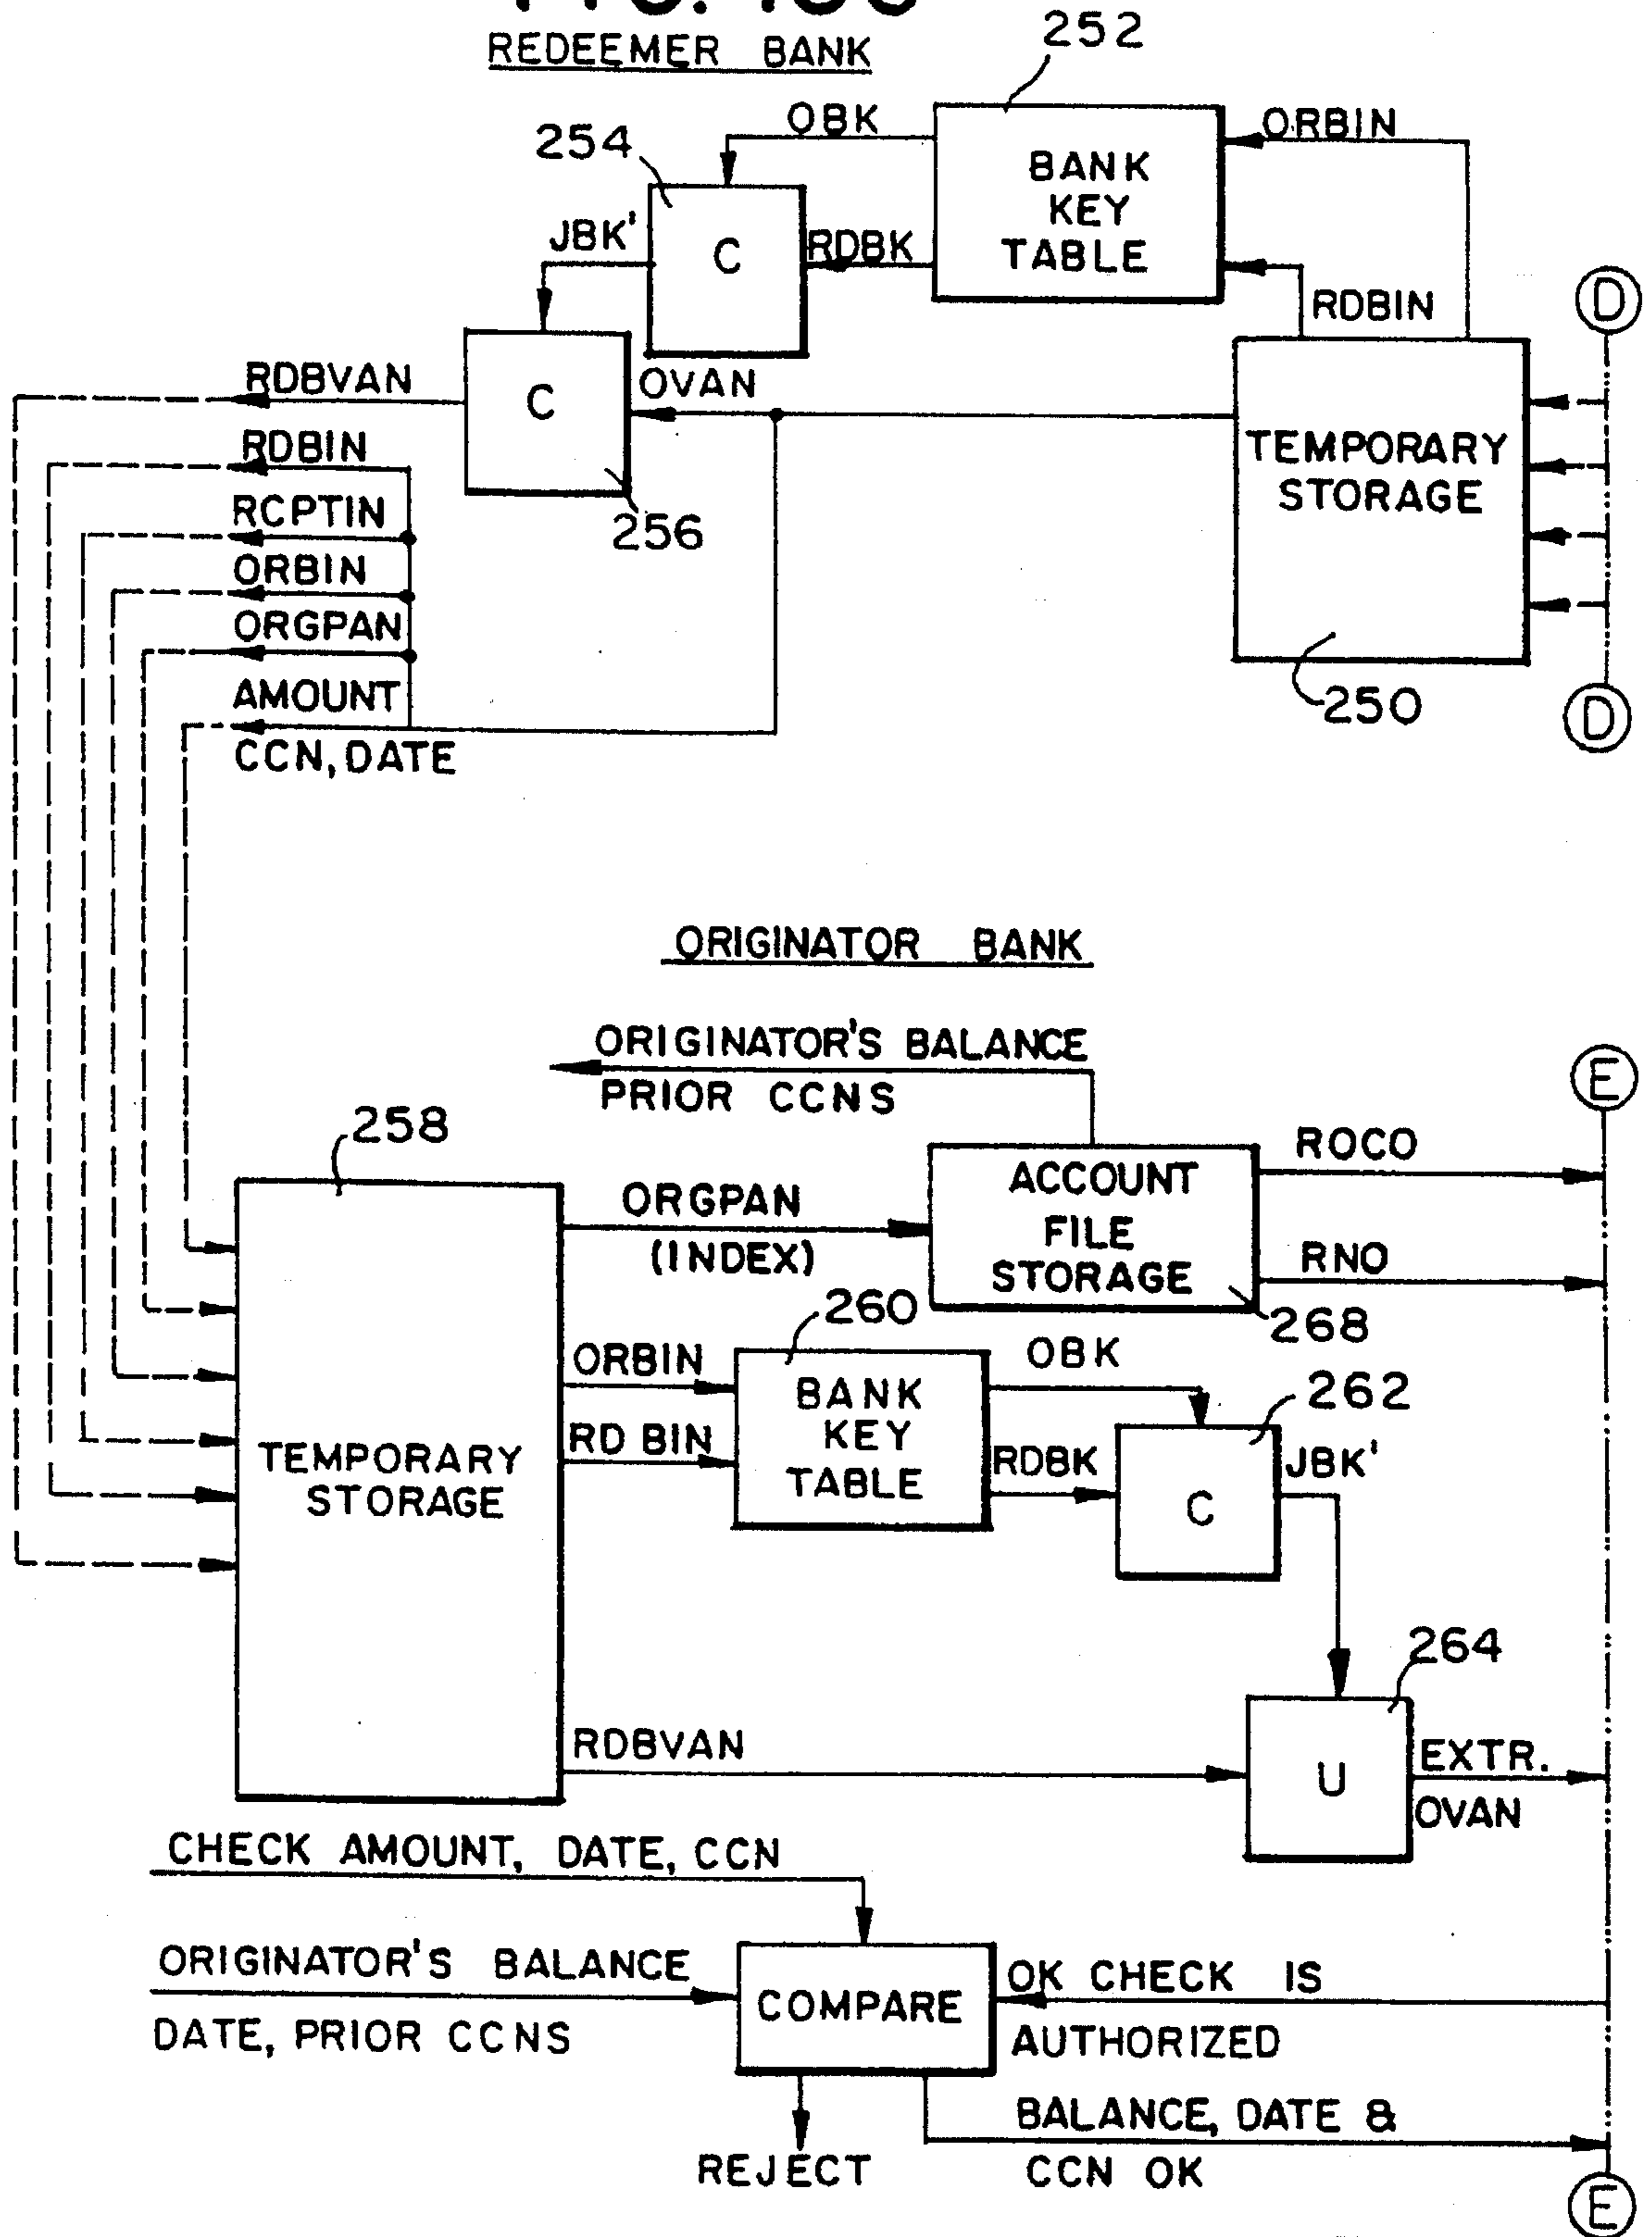 REDEEMER BANK
252
OBK
ORBIN
254
BANK
KEY
TABLE
JBK'
C
RDBK
RDBIN
D
RDBVAN
C
OVAN
RDBIN
TEMPORARY
STORAGE
RCPTIN
256
ORBIN
ORGPAN
AMOUNT
CCN, DATE
250
D
ORIGINATOR BANK
ORIGINATOR'S BALANCE
PRIOR CCNS
E
258
ROCO
ORGPAN
(INDEX)
ACCOUNT
FILE
STORAGE
RNO
260
268
ORBIN
OBK
262
BANK
KEY
TABLE
RD BIN
RDBK
JBK'
TEMPORARY
STORAGE
C
264
RDBVAN
U
EXTR.
OVAN
CHECK AMOUNT, DATE, CCN
ORIGINATOR'S BALANCE
DATE, PRIOR CCNS
COMPARE
OK CHECK IS
AUTHORIZED
BALANCE, DATE &
CCN OK
REJECT
E